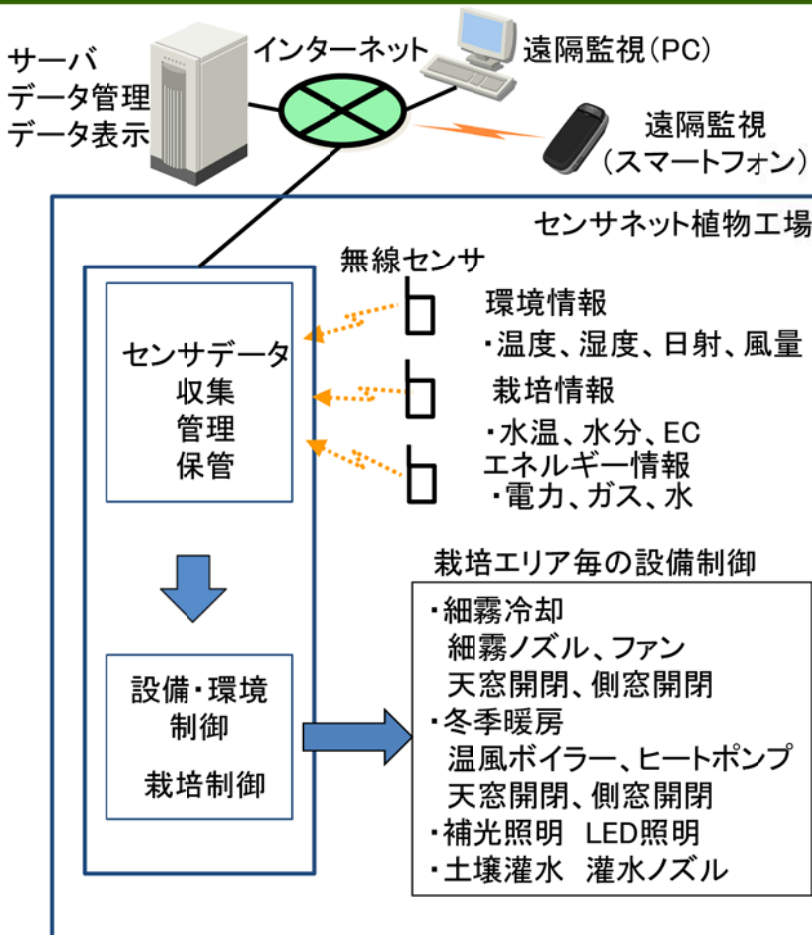 サーバ
データ管理
データ表示
インターネット
遠隔監視(PC)
遠隔監視
(スマートフォン)
センサネット植物工場
無線センサ
センサデータ
収集
管理
保管
環境情報
・温度、湿度、日射、風量
栽培情報
・水温、水分、EC
エネルギー情報
・電力、ガス、水
設備・環境
制御
栽培制御
栽培エリア毎の設備制御
・細霧冷却
細霧ノズル、ファン
天窓開閉、側窓開閉
・冬季暖房
温風ボイラー、ヒートポンプ
天窓開閉、側窓開閉
・補光照明 LED照明
・土壌灌水 灌水ノズル